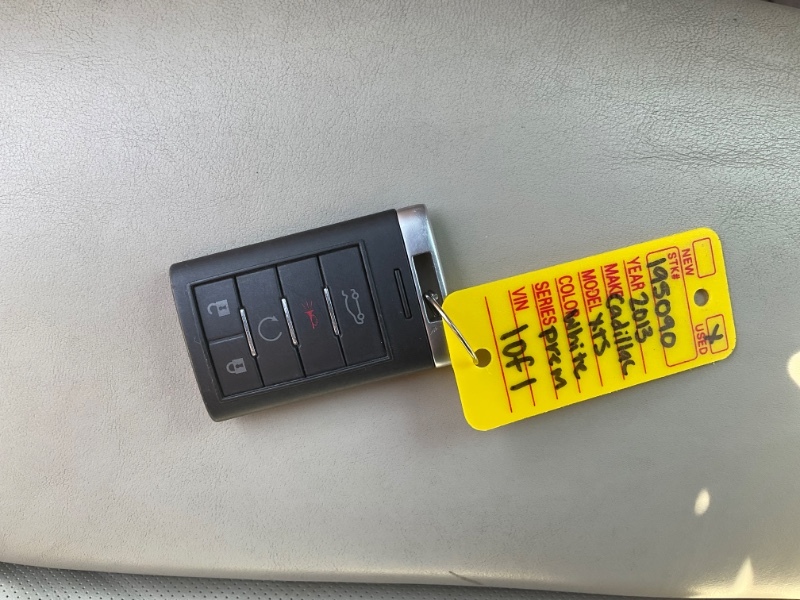 NEW X USED
STK# 195090
YEAR 2013
MAKE Cadillac
MODEL XTS
COLOR White
SERIES Prem
VIN 1 of 1